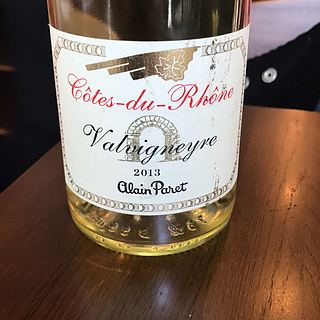 Côtes-du-Rhône
Valvigneyre
2013
Alain Paret